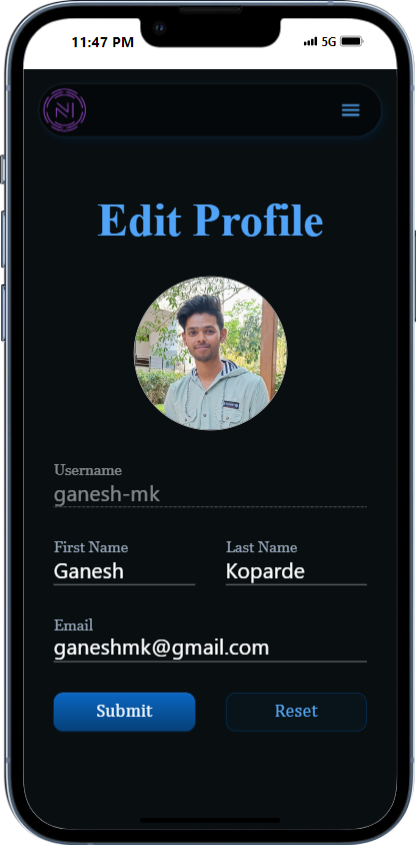 11:47 PM 5G
Edit Profile
Username
ganesh-mk
First Name Last Name
Ganesh Koparde
Email
ganeshmk@gmail.com
Submit Reset